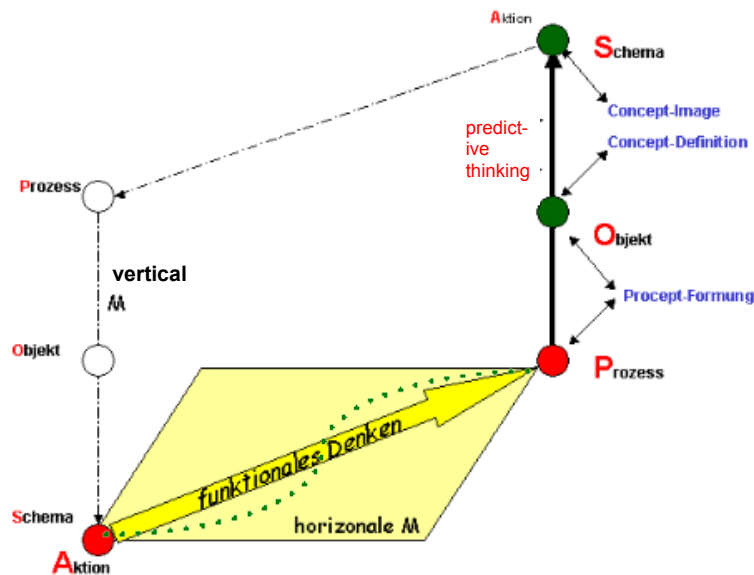 Aktion
Schema
Concept-Image
predict-
ive
thinking
Concept-Definition
Prozess
Objekt
vertical
M
Procept-Formung
Objekt
Prozess
funktionales Denken
Schema
horizonale M
Aktion